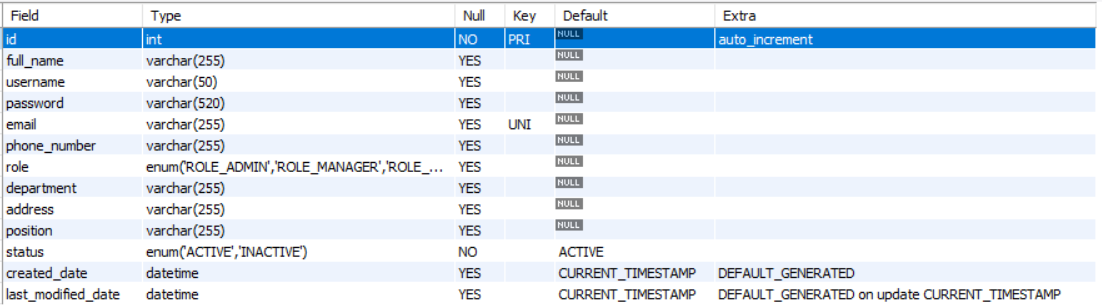 Field Type Null Key Default Extra
id int NO PRI NULL auto_increment
full_name varchar(255) YES NULL
username varchar(50) YES NULL
password varchar(520) YES NULL
email varchar(255) YES UNI NULL
phone_number varchar(255) YES NULL
role enum('ROLE_ADMIN','ROLE_MANAGER','ROLE_... YES NULL
department varchar(255) YES NULL
address varchar(255) YES NULL
position varchar(255) YES NULL
status enum('ACTIVE','INACTIVE') NO ACTIVE
created_date datetime YES CURRENT_TIMESTAMP DEFAULT_GENERATED
last_modified_date datetime YES CURRENT_TIMESTAMP DEFAULT_GENERATED on update CURRENT_TIMESTAMP